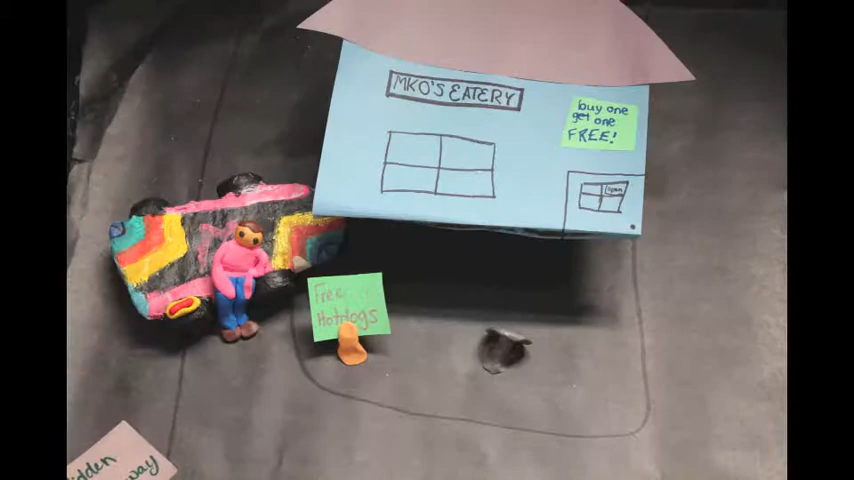 MKO'S EATERY
buy one
get one
FREE!
open
Free
Hotdogs